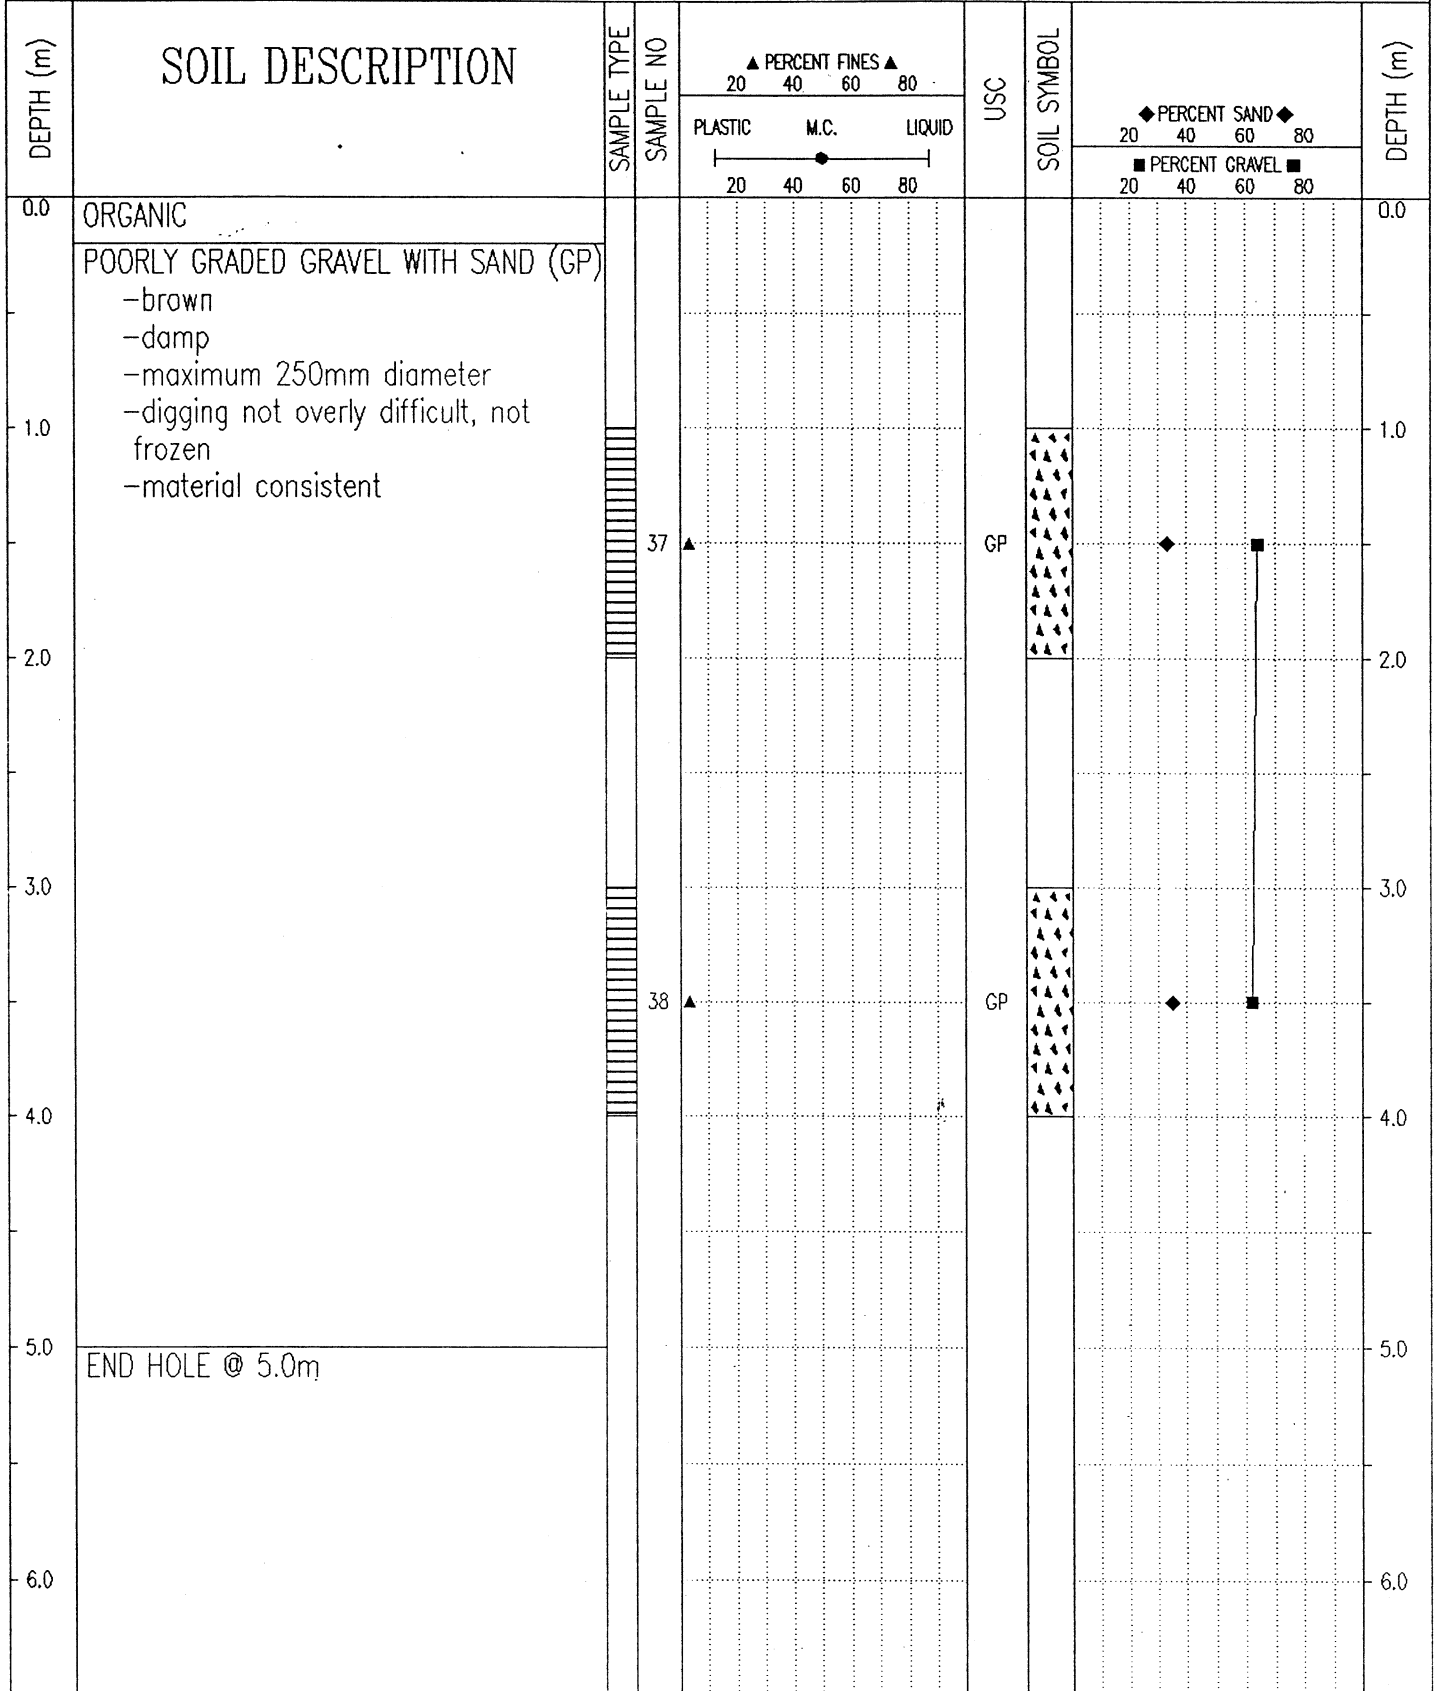 DEPTH (m)
SOIL DESCRIPTION
SAMPLE TYPE
SAMPLE NO
▲ PERCENT FINES ▲
20 40 60 80
PLASTIC M.C. LIQUID
20 40 60 80
USC
SOIL SYMBOL
◆ PERCENT SAND ◆
20 40 60 80
■ PERCENT GRAVEL ■
20 40 60 80
DEPTH (m)
0.0
ORGANIC
0.0
POORLY GRADED GRAVEL WITH SAND (GP)
-brown
-damp
-maximum 250mm diameter
-digging not overly difficult, not
1.0
1.0
frozen
-material consistent
37
GP
2.0
2.0
3.0
3.0
38
GP
4.0
4.0
5.0
5.0
END HOLE @ 5.0m
6.0
6.0